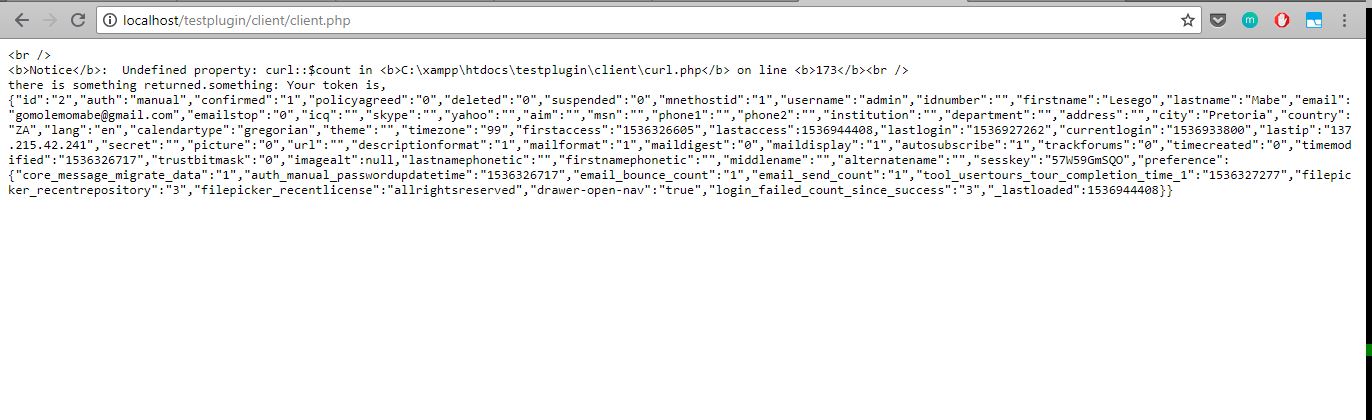 localhost/testplugin/client/client.php
<br />
<b>Notice</b>:  Undefined property: curl::$count in <b>C:\xampp\htdocs\testplugin\client\curl.php</b> on line <b>173</b><br />
there is something returned.something: Your token is,
{"id":"2","auth":"manual","confirmed":"1","policyagreed":"0","deleted":"0","suspended":"0","mnethostid":"1","username":"admin","idnumber":"","firstname":"Lesego","lastname":"Mabe","email":
"gomolemomabe@gmail.com","emailstop":"0","icq":"","skype":"","yahoo":"","aim":"","msn":"","phone1":"","phone2":"","institution":"","department":"","address":"","city":"Pretoria","country":
"ZA","lang":"en","calendartype":"gregorian","theme":"","timezone":"99","firstaccess":"1536326605","lastaccess":1536944408,"lastlogin":"1536927262","currentlogin":"1536933800","lastip":"137
.215.42.241","secret":"","picture":"0","url":"","descriptionformat":"1","mailformat":"1","maildigest":"0","maildisplay":"1","autosubscribe":"1","trackforums":"0","timecreated":"0","timemod
ified":"1536326717","trustbitmask":"0","imagealt":null,"lastnamephonetic":"","firstnamephonetic":"","middlename":"","alternatename":"","sesskey":"57W59GmSQO","preference":
{"core_message_migrate_data":"1","auth_manual_passwordupdatetime":"1536326717","email_bounce_count":"1","email_send_count":"1","tool_usertours_tour_completion_time_1":"1536327277","filepic
ker_recentrepository":"3","filepicker_recentlicense":"allrightsreserved","drawer-open-nav":"true","login_failed_count_since_success":"3","_lastloaded":1536944408}}